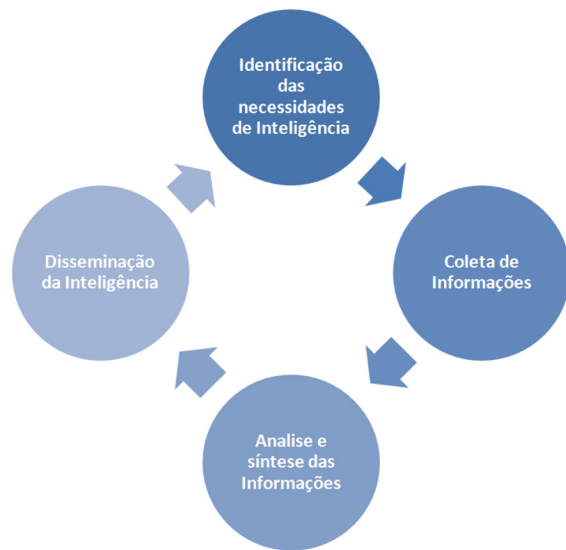 Identificação
das
necessidades
de Inteligência
Coleta de
Informações
Analise e
síntese das
Informações
Disseminação
da Inteligência